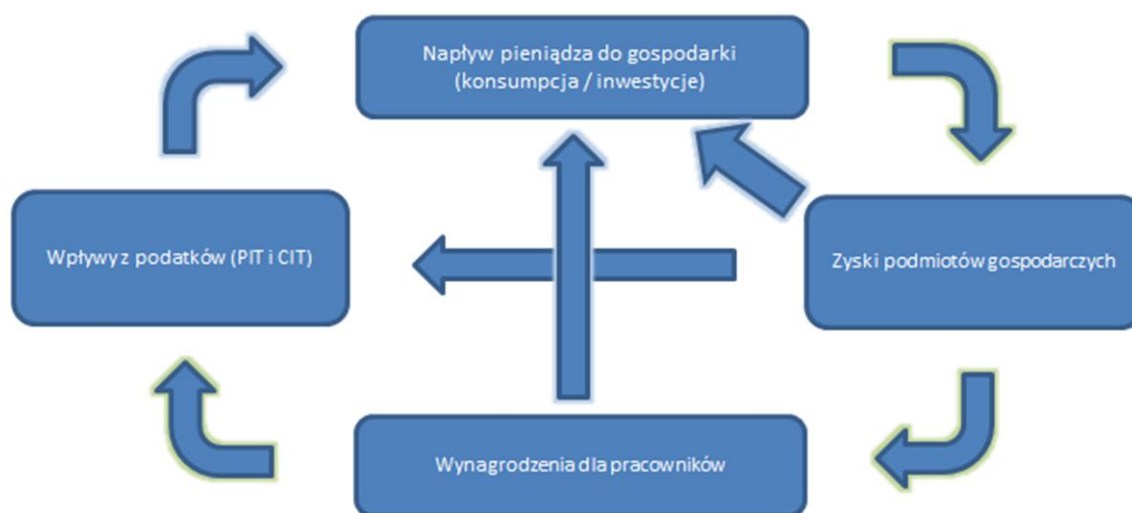 Napływ pieniądza do gospodarki
(konsumpcja / inwestycje)
Wpływy z podatków (PIT i CIT)
Zyski podmiotów gospodarczych
Wynagrodzenia dla pracowników